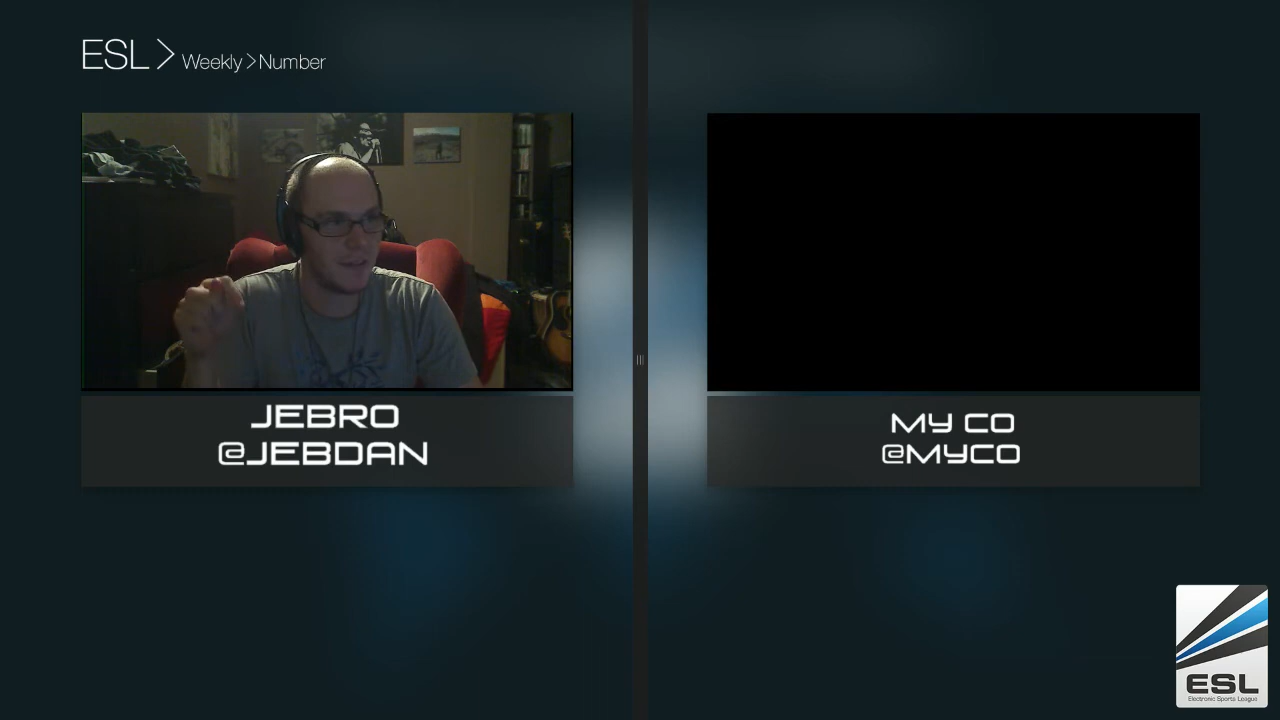 ESL > Weekly > Number
JEBRO
@JEBDAN
MY CO
@MYCO
ESL
Electronic Sports League